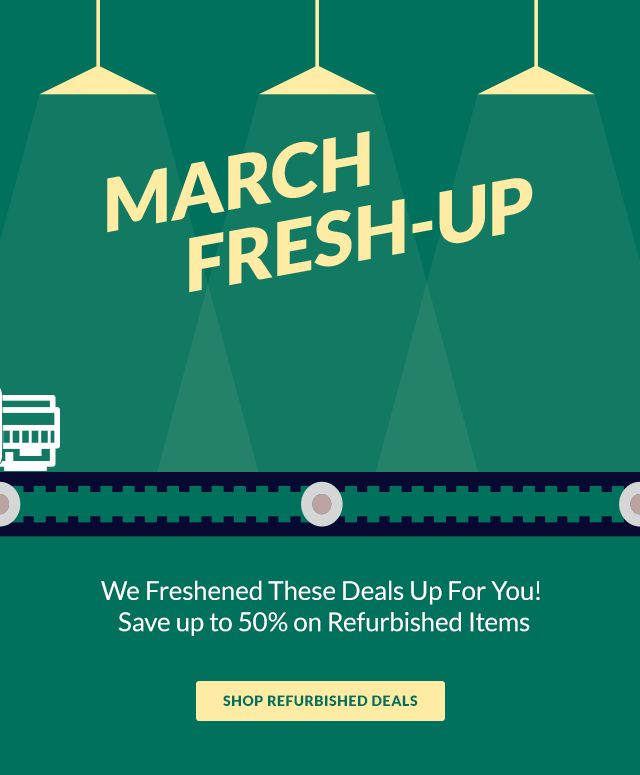 MARCH
FRESH-UP
We Freshened These Deals Up For You!
Save up to 50% on Refurbished Items
SHOP REFURBISHED DEALS